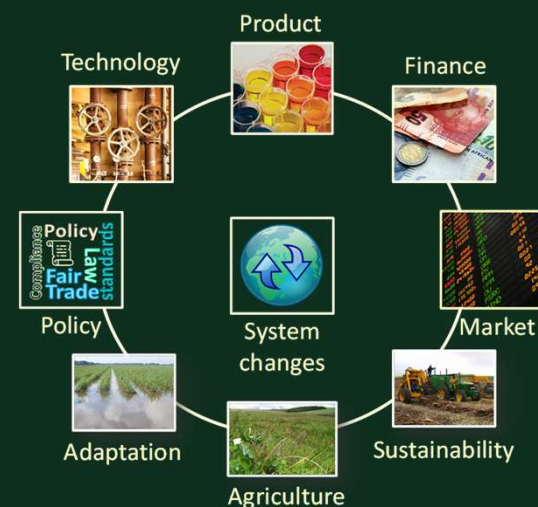 Product
Technology
Finance
Compliance
Policy
Law
Fair
Trade
standards
Policy
System
changes
Market
Adaptation
Sustainability
Agriculture